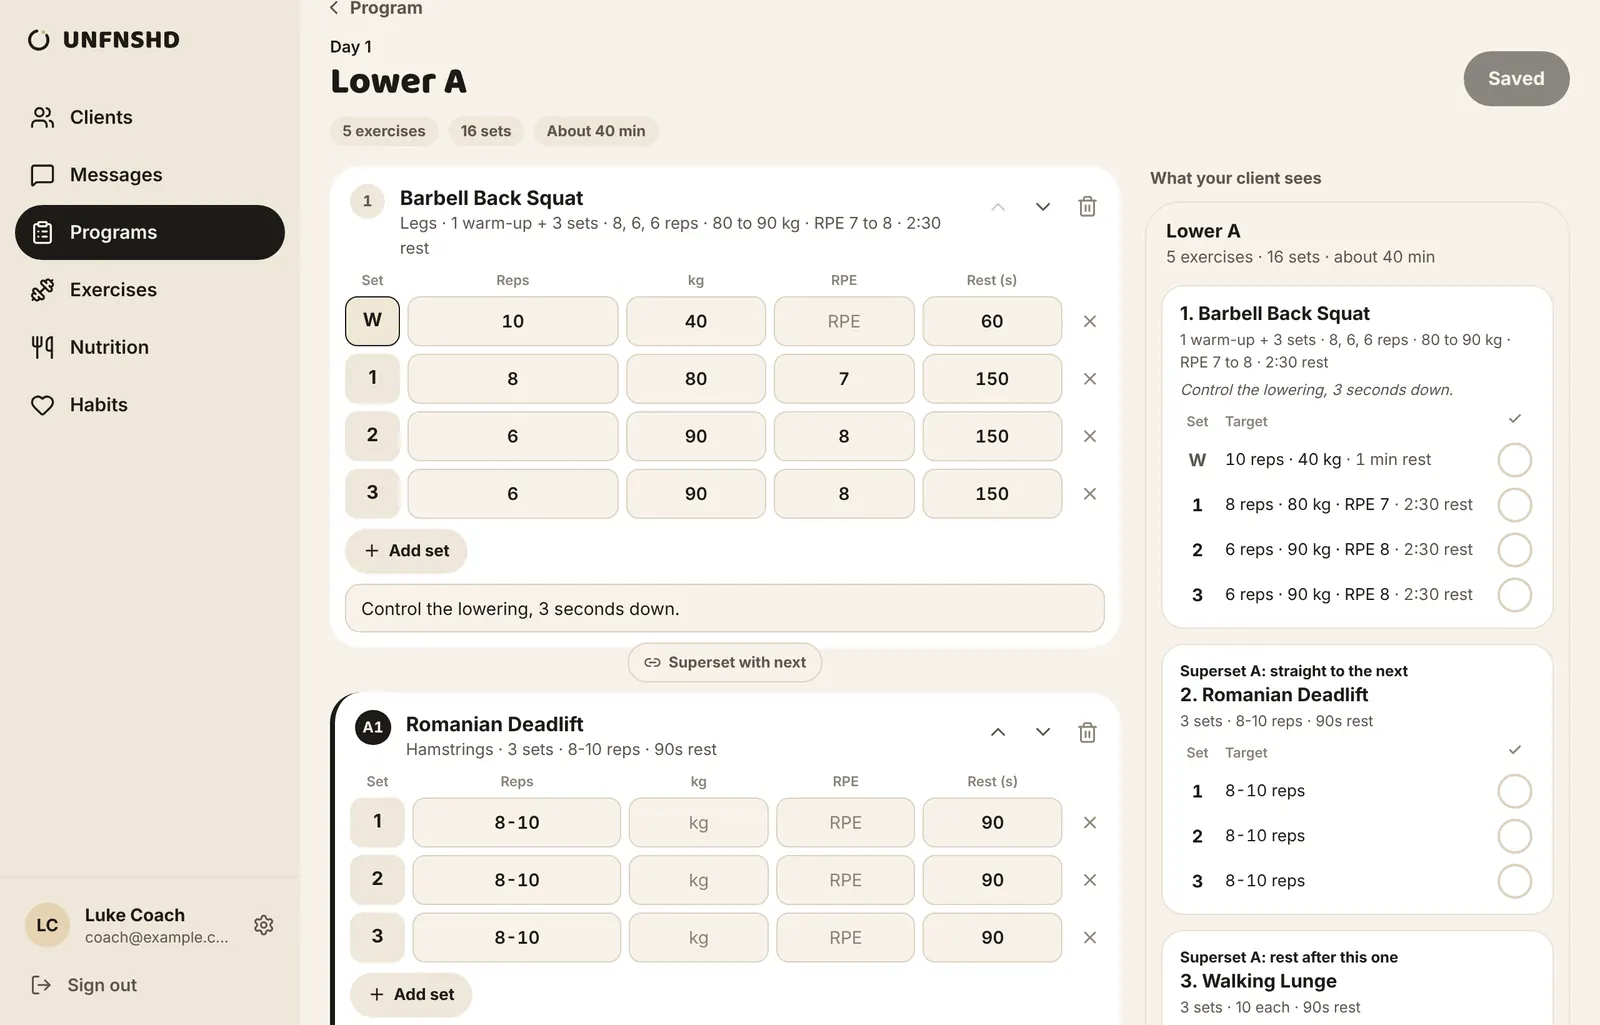 UNFNSHD
Clients
Messages
Programs
Exercises
Nutrition
Habits
LC
Luke Coach
coach@example.c...
Sign out
Program
Day 1
Lower A
5 exercises
16 sets
About 40 min
Saved
1
Barbell Back Squat
Legs · 1 warm-up + 3 sets · 8, 6, 6 reps · 80 to 90 kg · RPE 7 to 8 · 2:30
rest
Set Reps kg RPE Rest (s)
W 10 40 RPE 60
1 8 80 7 150
2 6 90 8 150
3 6 90 8 150
+ Add set
Control the lowering, 3 seconds down.
Superset with next
A1
Romanian Deadlift
Hamstrings · 3 sets · 8-10 reps · 90s rest
Set Reps kg RPE Rest (s)
1 8-10 kg RPE 90
2 8-10 kg RPE 90
3 8-10 kg RPE 90
+ Add set
What your client sees
Lower A
5 exercises · 16 sets · about 40 min
1. Barbell Back Squat
1 warm-up + 3 sets · 8, 6, 6 reps · 80 to 90 kg ·
RPE 7 to 8 · 2:30 rest
Control the lowering, 3 seconds down.
Set Target
W 10 reps · 40 kg · 1 min rest
1 8 reps · 80 kg · RPE 7 · 2:30 rest
2 6 reps · 90 kg · RPE 8 · 2:30 rest
3 6 reps · 90 kg · RPE 8 · 2:30 rest
Superset A: straight to the next
2. Romanian Deadlift
3 sets · 8-10 reps · 90s rest
Set Target
1 8-10 reps
2 8-10 reps
3 8-10 reps
Superset A: rest after this one
3. Walking Lunge
3 sets · 10 each · 90s rest